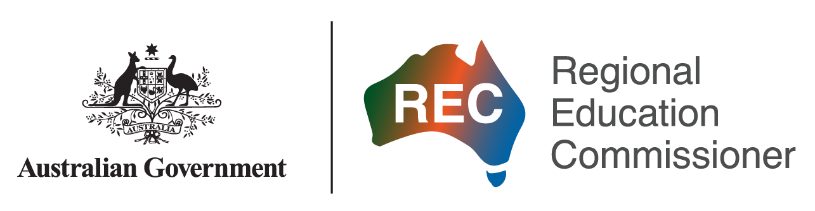 AUSTRALIA
Australian Government
REC
Regional
Education
Commissioner